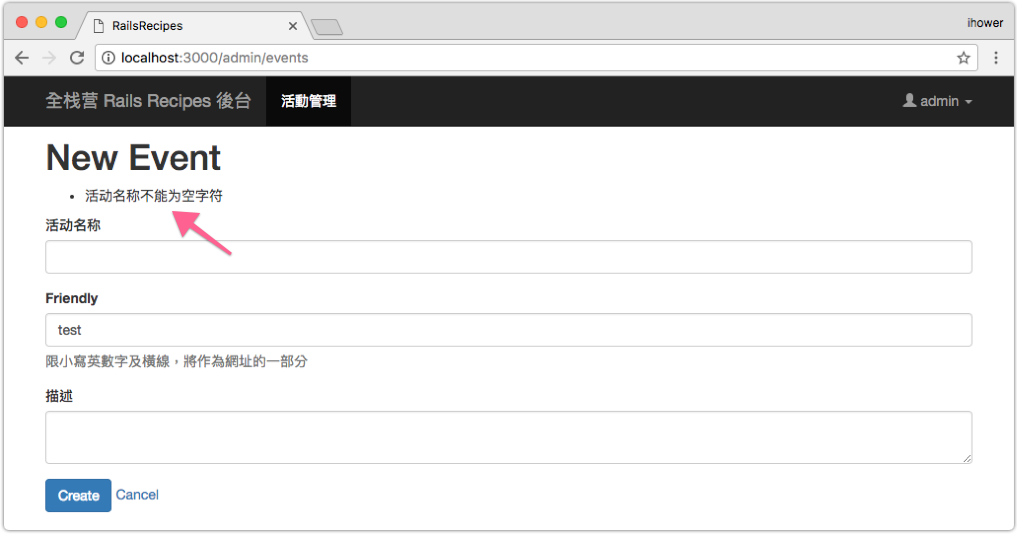 RailsRecipes
ihower
localhost:3000/admin/events
全栈营 Rails Recipes 後台 活動管理 admin
New Event
• 活动名称不能为空字符
活动名称
Friendly
test
限小寫英數字及橫線，將作為網址的一部分
描述
Create Cancel